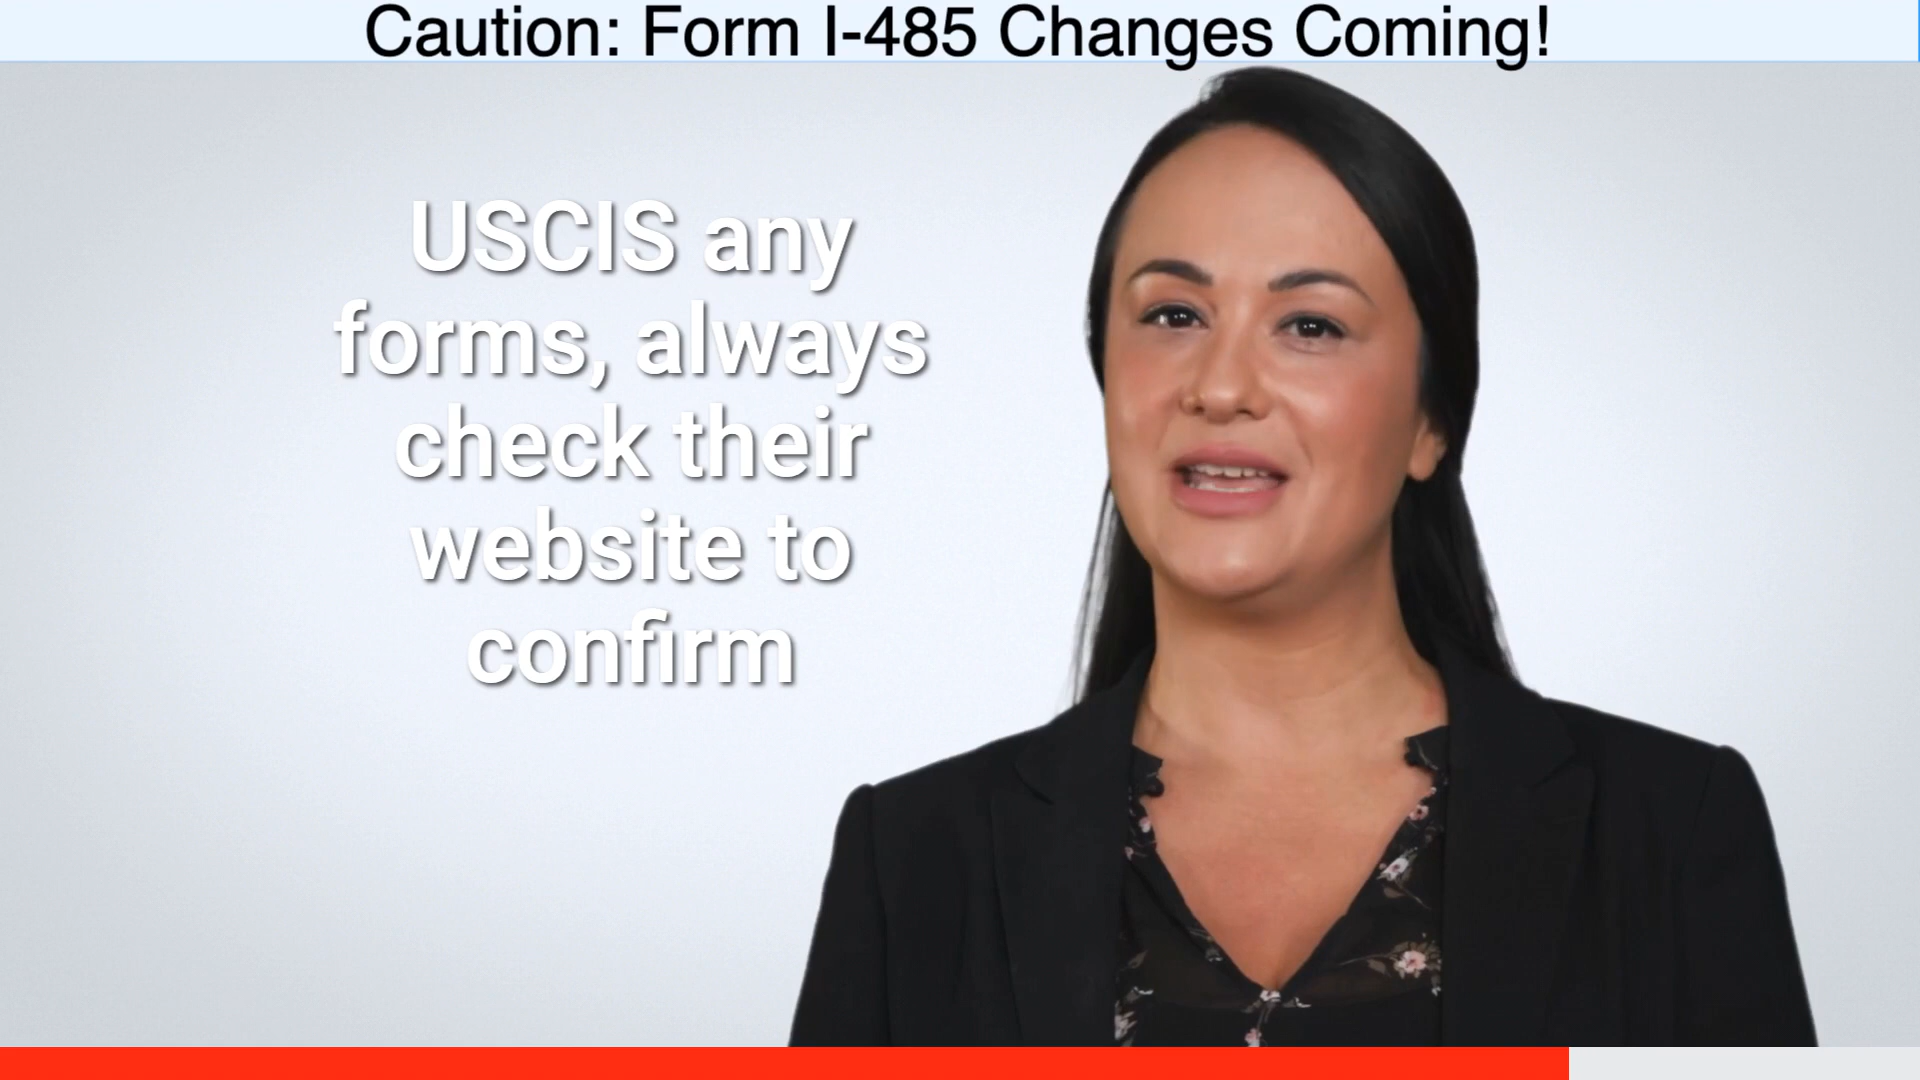 Caution: Form I-485 Changes Coming!
USCIS any
forms, always
check their
website to
confirm